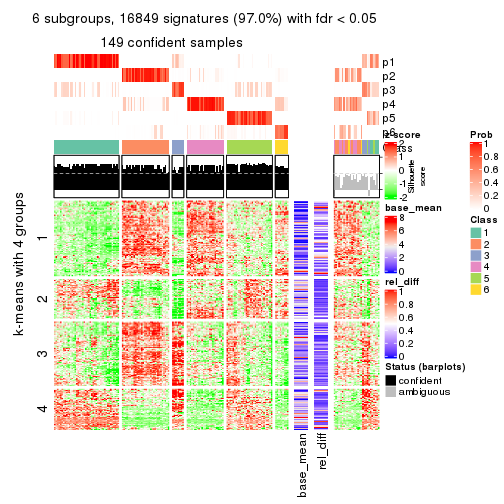 6 subgroups, 16849 signatures (97.0%) with fdr < 0.05
149 confident samples
p1
p2
p3
p4
p5
p6
Class
z-score
2
1
0
-1
-2
Silhouette
score
Prob
1
0.8
0.6
0.4
0.2
0
base_mean
8
6
4
2
0
Class
1
2
3
4
5
6
rel_diff
1
0.8
0.6
0.4
0.2
0
Status (barplots)
confident
ambiguous
k-means with 4 groups
1
2
3
4
base_mean
rel_diff